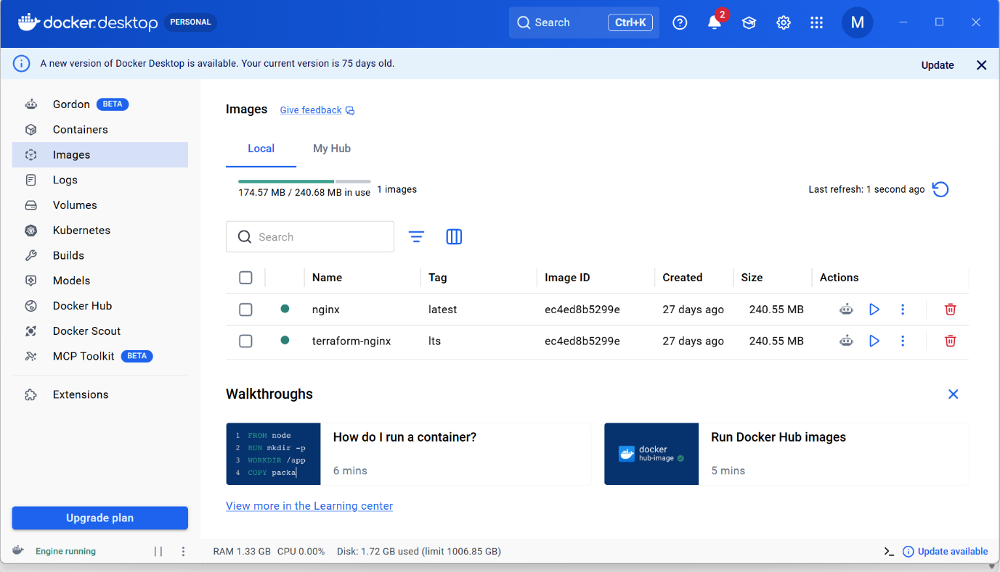 docker.desktop PERSONAL Search Ctrl+K 2 M
A new version of Docker Desktop is available. Your current version is 75 days old. Update
Gordon BETA
Containers
Images
Logs
Volumes
Kubernetes
Builds
Models
Docker Hub
Docker Scout
MCP Toolkit BETA
Extensions
Upgrade plan
Images Give feedback
Local My Hub
174.57 MB / 240.68 MB in use 1 images Last refresh: 1 second ago
Search
Name Tag Image ID Created Size Actions
nginx latest ec4ed8b5299e 27 days ago 240.55 MB
terraform-nginx lts ec4ed8b5299e 27 days ago 240.55 MB
Walkthroughs
1 FROM node
2 RUN mkdir -p
3 WORKDIR /app
4 COPY packa
How do I run a container?
6 mins
docker
hub-image
Run Docker Hub images
5 mins
View more in the Learning center
Engine running RAM 1.33 GB CPU 0.00% Disk: 1.72 GB used (limit 1006.85 GB) >_ Update available